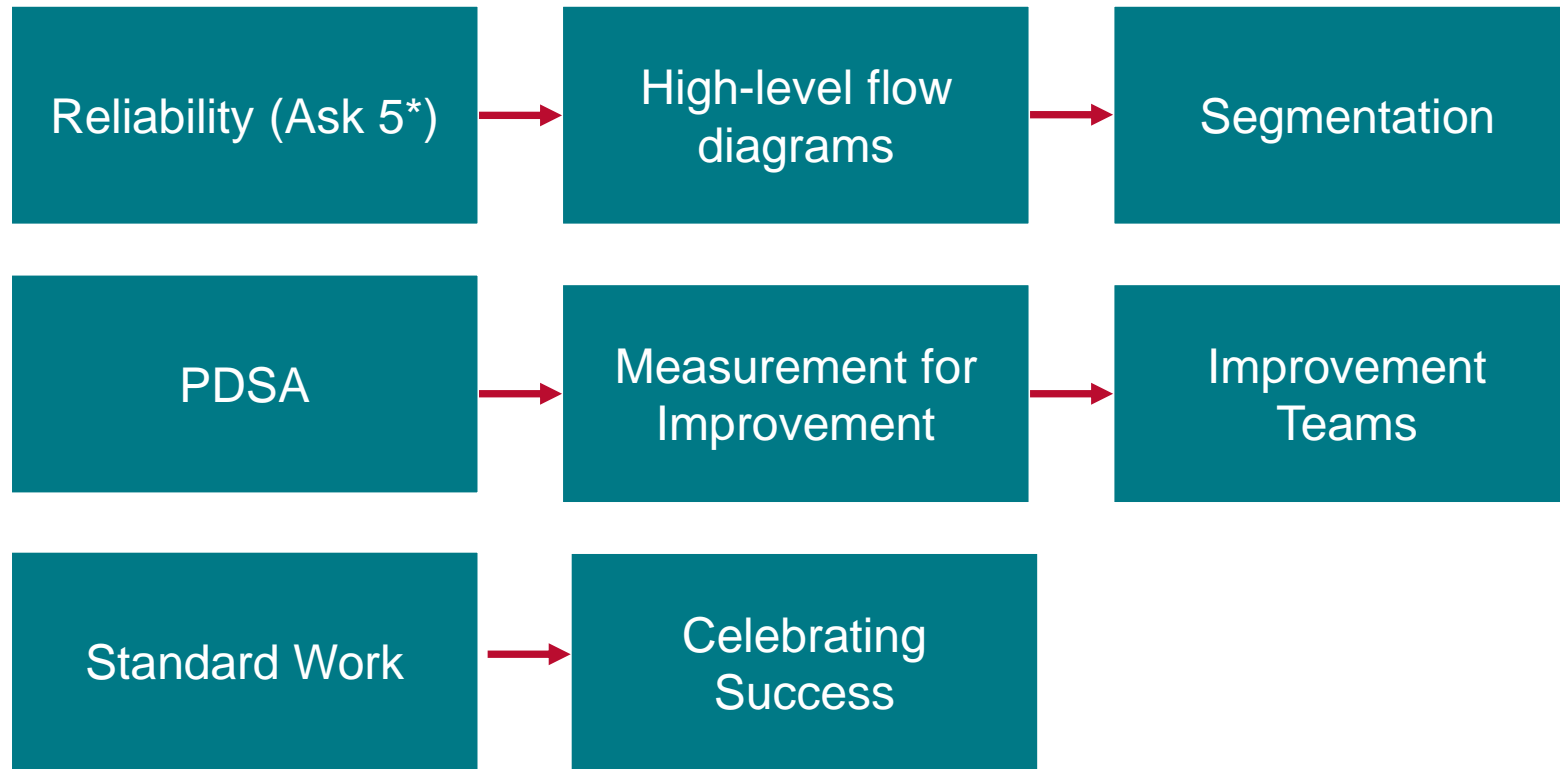 Reliability (Ask 5*)
High-level flow
diagrams
Segmentation
PDSA
Measurement for
Improvement
Improvement
Teams
Standard Work
Celebrating
Success